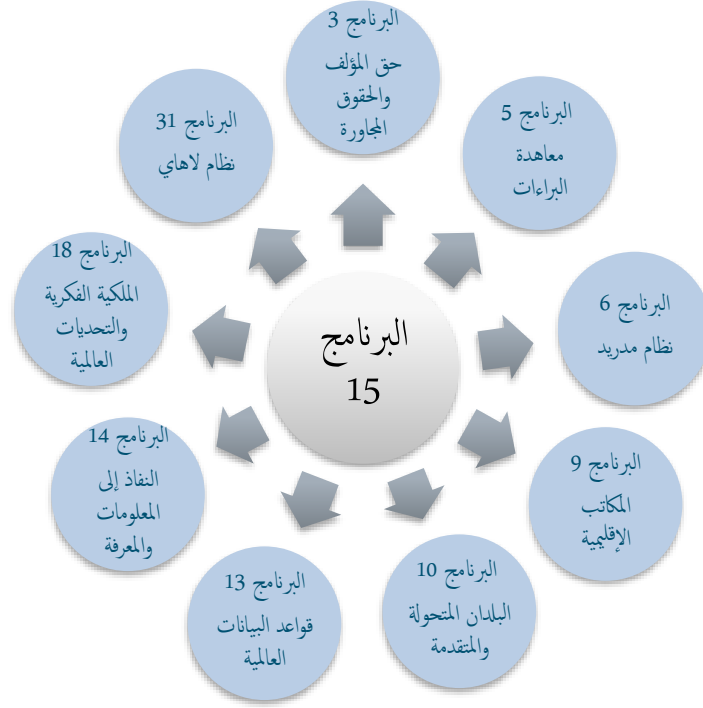 البرنامج 3
حق المؤلف
والحقوق
المجاورة
البرنامج 5
معاهدة
البراءات
البرنامج 6
نظام مدريد
البرنامج 9
المكاتب
الإقليمية
البرنامج 10
البلدان المتحولة
والمتقدمة
البرنامج 13
قواعد البيانات
العالمية
البرنامج 14
النفاذ إلى
المعلومات
والمعرفة
البرنامج 18
الملكية الفكرية
والتحديات
العالمية
البرنامج 31
نظام لاهاي
البرنامج
15